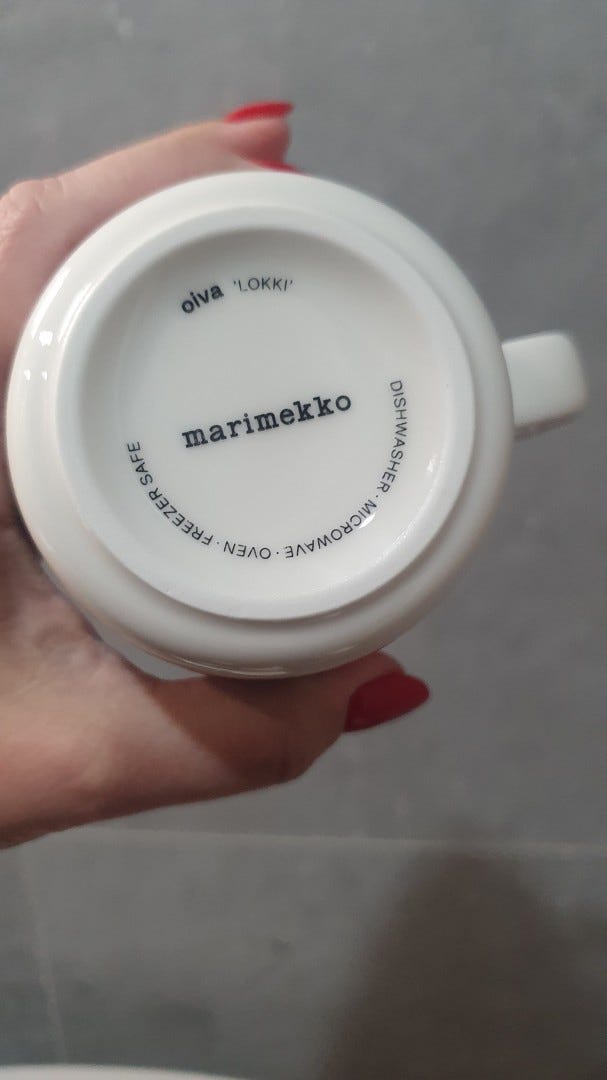 oiva 'LOKKI'
marimekko
DISHWASHER · MICROWAVE · OVEN · FREEZER SAFE